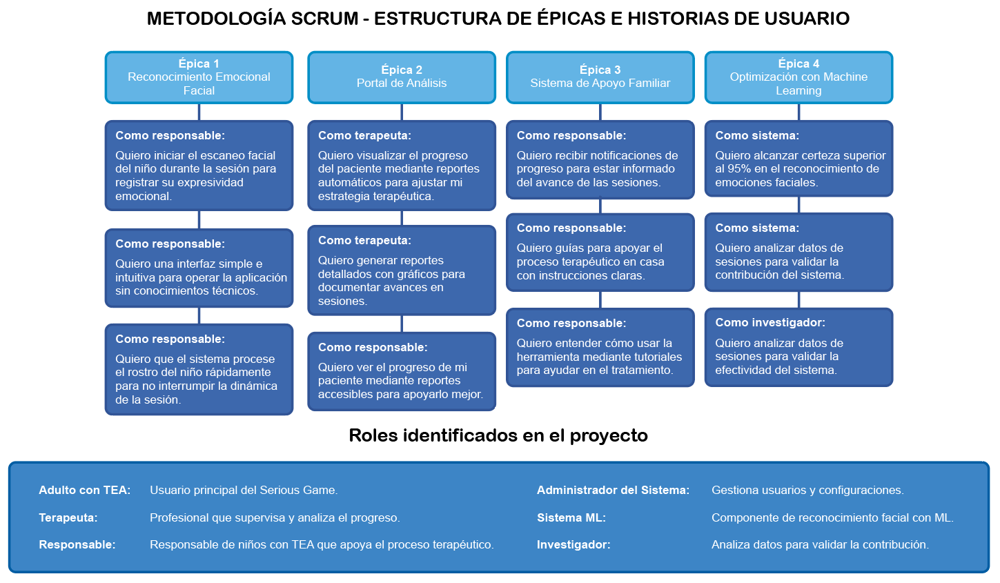 METODOLOGÍA SCRUM - ESTRUCTURA DE ÉPICAS E HISTORIAS DE USUARIO
Épica 1
Reconocimiento Emocional
Facial
Como responsable:
Quiero iniciar el escaneo facial
del niño durante la sesión para
registrar su expresividad
emocional.
Como responsable:
Quiero una interfaz simple e
intuitiva para operar la aplicación
sin conocimientos técnicos.
Como responsable:
Quiero que el sistema procese
el rostro del niño rápidamente
para no interrumpir la dinámica
de la sesión.
Épica 2
Portal de Análisis
Como terapeuta:
Quiero visualizar el progreso
del paciente mediante reportes
automáticos para ajustar mi
estrategia terapéutica.
Como terapeuta:
Quiero generar reportes
detallados con gráficos para
documentar avances en
sesiones.
Como responsable:
Quiero ver el progreso de mi
paciente mediante reportes
accesibles para apoyarlo mejor.
Épica 3
Sistema de Apoyo Familiar
Como responsable:
Quiero recibir notificaciones de
progreso para estar informado
del avance de las sesiones.
Como responsable:
Quiero guías para apoyar el
proceso terapéutico en casa
con instrucciones claras.
Como responsable:
Quiero entender cómo usar la
herramienta mediante tutoriales
para ayudar en el tratamiento.
Épica 4
Optimización con Machine
Learning
Como sistema:
Quiero alcanzar certeza superior
al 95% en el reconocimiento de
emociones faciales.
Como sistema:
Quiero analizar datos de
sesiones para validar la
contribución del sistema.
Como investigador:
Quiero analizar datos de
sesiones para validar la
efectividad del sistema.
Roles identificados en el proyecto
Adulto con TEA: Usuario principal del Serious Game.
Terapeuta: Profesional que supervisa y analiza el progreso.
Responsable: Responsable de niños con TEA que apoya el proceso terapéutico.
Administrador del Sistema: Gestiona usuarios y configuraciones.
Sistema ML: Componente de reconocimiento facial con ML.
Investigador: Analiza datos para validar la contribución.